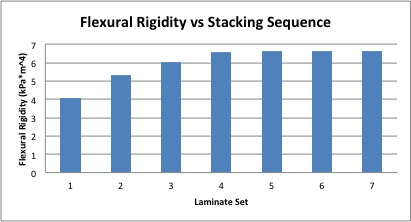 Flexural Rigidity vs Stacking Sequence
Flexural Rigidity (kPa*m^4)
7
6
5
4
3
2
1
0
1 2 3 4 5 6 7
Laminate Set